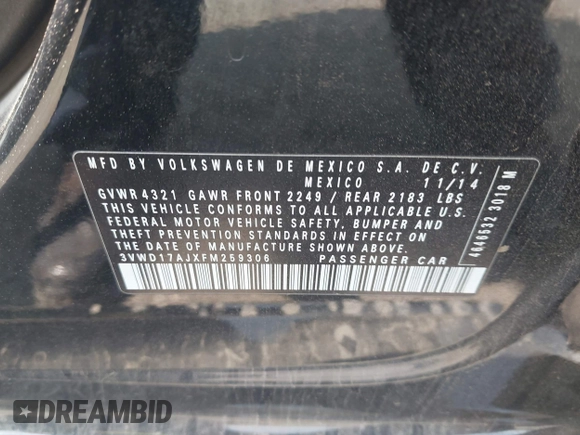 MFD BY VOLKSWAGEN DE MEXICO S.A. DE C.V.
MEXICO 11/14
GVWR 4321 GAWR FRONT 2249 / REAR 2183 LBS
THIS VEHICLE CONFORMS TO ALL APPLICABLE U.S.
FEDERAL MOTOR VEHICLE SAFETY, BUMPER AND
THEFT PREVENTION STANDARDS IN EFFECT ON
THE DATE OF MANUFACTURE SHOWN ABOVE.
3VWD17AJXFM259306 PASSENGER CAR
4A46532 3018 M
DREAMBID